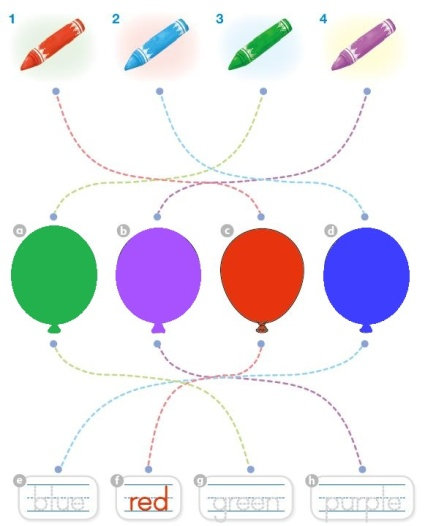 1 2 3 4
a b c d
e blue f red g green h purple